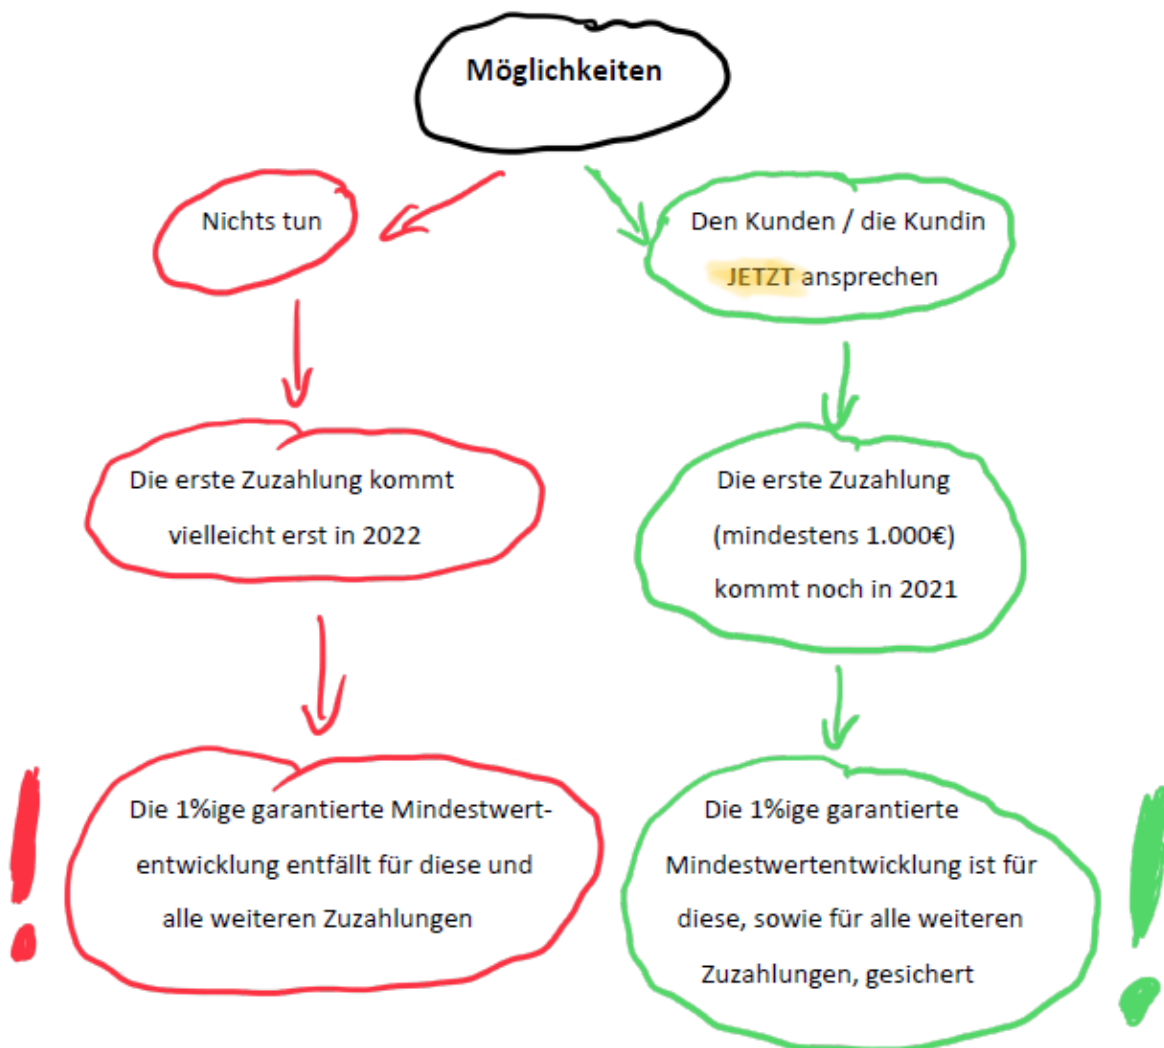 Möglichkeiten
Nichts tun
Die erste Zuzahlung kommt
vielleicht erst in 2022
Die 1%ige garantierte Mindestwert-
entwicklung entfällt für diese und
alle weiteren Zuzahlungen
Den Kunden / die Kundin
JETZT ansprechen
Die erste Zuzahlung
(mindestens 1.000€)
kommt noch in 2021
Die 1%ige garantierte
Mindestwertentwicklung ist für
diese, sowie für alle weiteren
Zuzahlungen, gesichert
!
!